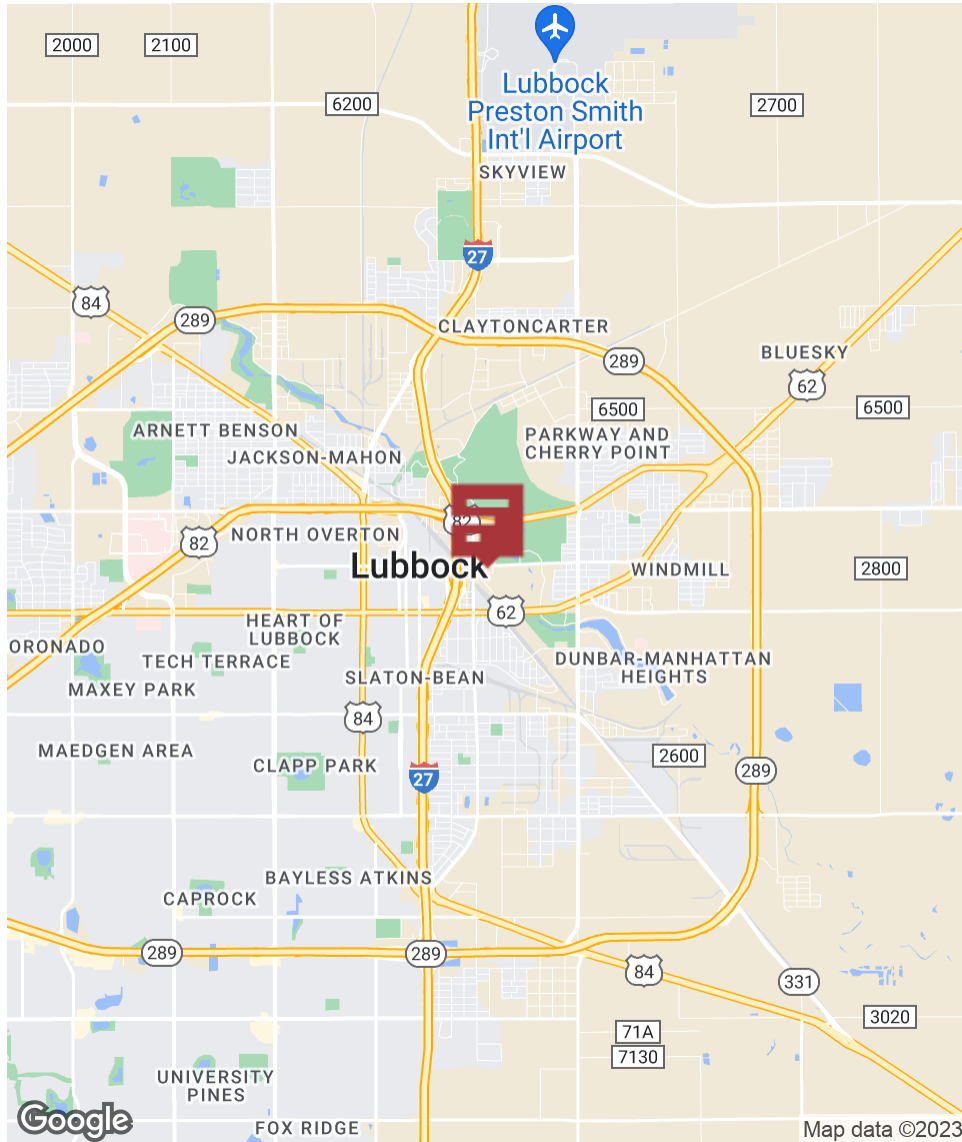 2000
2100
6200
2700
Lubbock
Preston Smith
Int'l Airport
SKYVIEW
27
84
289
CLAYTONCARTER
289
BLUESKY
62
6500
6500
ARNETT BENSON
PARKWAY AND
CHERRY POINT
JACKSON-MAHON
82
82
NORTH OVERTON
Lubbock
WINDMILL
2800
62
HEART OF
LUBBOCK
ORONADO
TECH TERRACE
DUNBAR-MANHATTAN
HEIGHTS
SLATON-BEAN
MAXEY PARK
84
MAEDGEN AREA
2600
CLAPP PARK
27
289
BAYLESS ATKINS
CAPROCK
289
289
84
331
3020
71A
7130
UNIVERSITY
PINES
Google
FOX RIDGE
Map data ©2023